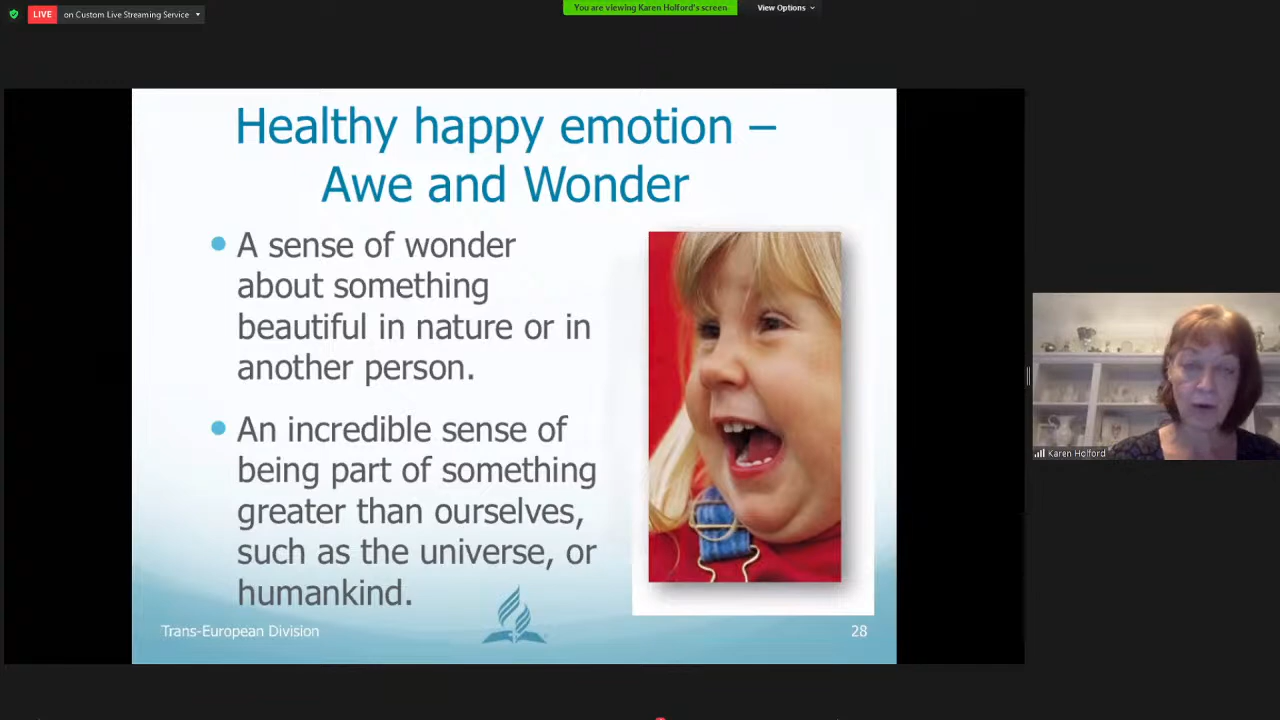 LIVE on Custom Live Streaming Service
You are viewing Karen Holford's screen
View Options
Healthy happy emotion –
Awe and Wonder
A sense of wonder
about something
beautiful in nature or in
another person.
An incredible sense of
being part of something
greater than ourselves,
such as the universe, or
humankind.
Trans-European Division
28
Karen Holford